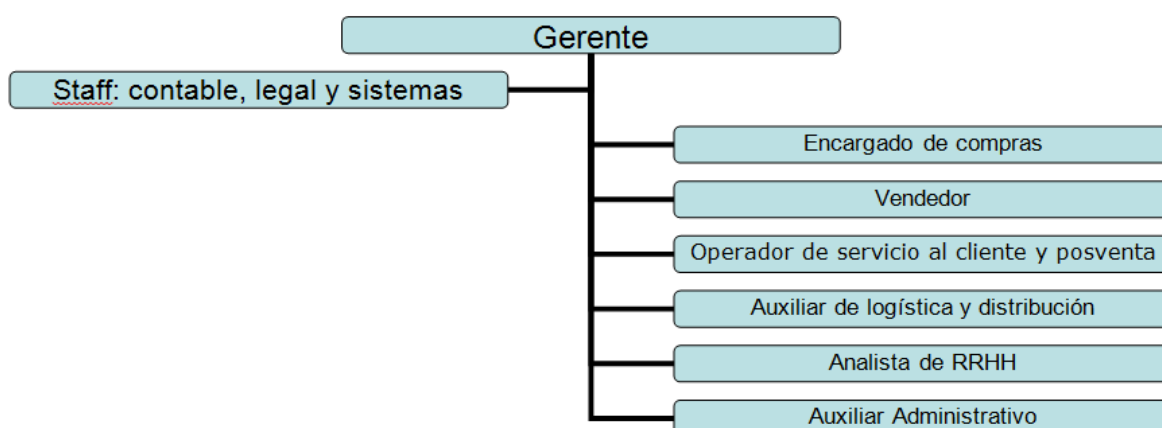 Gerente
Staff: contable, legal y sistemas
Encargado de compras
Vendedor
Operador de servicio al cliente y posventa
Auxiliar de logística y distribución
Analista de RRHH
Auxiliar Administrativo